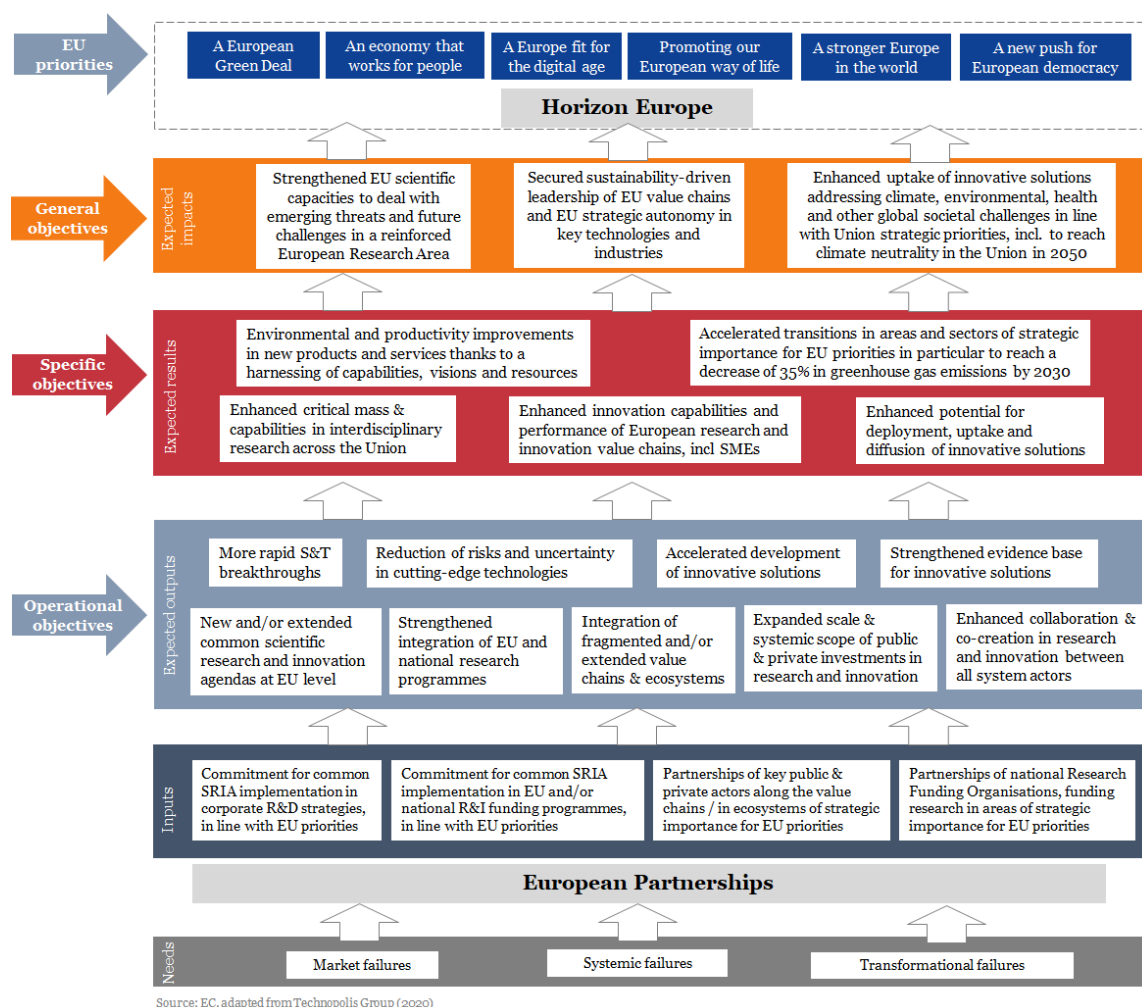 EU
priorities
A European
Green Deal
An economy that
works for people
A Europe fit for
the digital age
Promoting our
European way of life
A stronger Europe
in the world
A new push for
European democracy
Horizon Europe
General
objectives
Expected
impacts
Strengthened EU scientific
capacities to deal with
emerging threats and future
challenges in a reinforced
European Research Area
Secured sustainability-driven
leadership of EU value chains
and EU strategic autonomy in
key technologies and
industries
Enhanced uptake of innovative solutions
addressing climate, environmental, health
and other global societal challenges in line
with Union strategic priorities, incl. to reach
climate neutrality in the Union in 2050
Specific
objectives
Expected results
Environmental and productivity improvements
in new products and services thanks to a
harnessing of capabilities, visions and resources
Accelerated transitions in areas and sectors of strategic
importance for EU priorities in particular to reach a
decrease of 35% in greenhouse gas emissions by 2030
Enhanced critical mass &
capabilities in interdisciplinary
research across the Union
Enhanced innovation capabilities and
performance of European research and
innovation value chains, incl SMEs
Enhanced potential for
deployment, uptake and
diffusion of innovative solutions
Operational
objectives
Expected outputs
More rapid S&T
breakthroughs
Reduction of risks and uncertainty
in cutting-edge technologies
Accelerated development
of innovative solutions
Strengthened evidence base
for innovative solutions
New and/or extended
common scientific
research and innovation
agendas at EU level
Strengthened
integration of EU and
national research
programmes
Integration of
fragmented and/or
extended value
chains & ecosystems
Expanded scale &
systemic scope of public
& private investments in
research and innovation
Enhanced collaboration &
co-creation in research
and innovation between
all system actors
Inputs
Commitment for common
SRIA implementation in
corporate R&D strategies,
in line with EU priorities
Commitment for common SRIA
implementation in EU and/or
national R&I funding programmes,
in line with EU priorities
Partnerships of key public &
private actors along the value
chains / in ecosystems of strategic
importance for EU priorities
Partnerships of national Research
Funding Organisations, funding
research in areas of strategic
importance for EU priorities
European Partnerships
Needs
Market failures
Systemic failures
Transformational failures
Source: EC, adapted from Technopolis Group (2020)